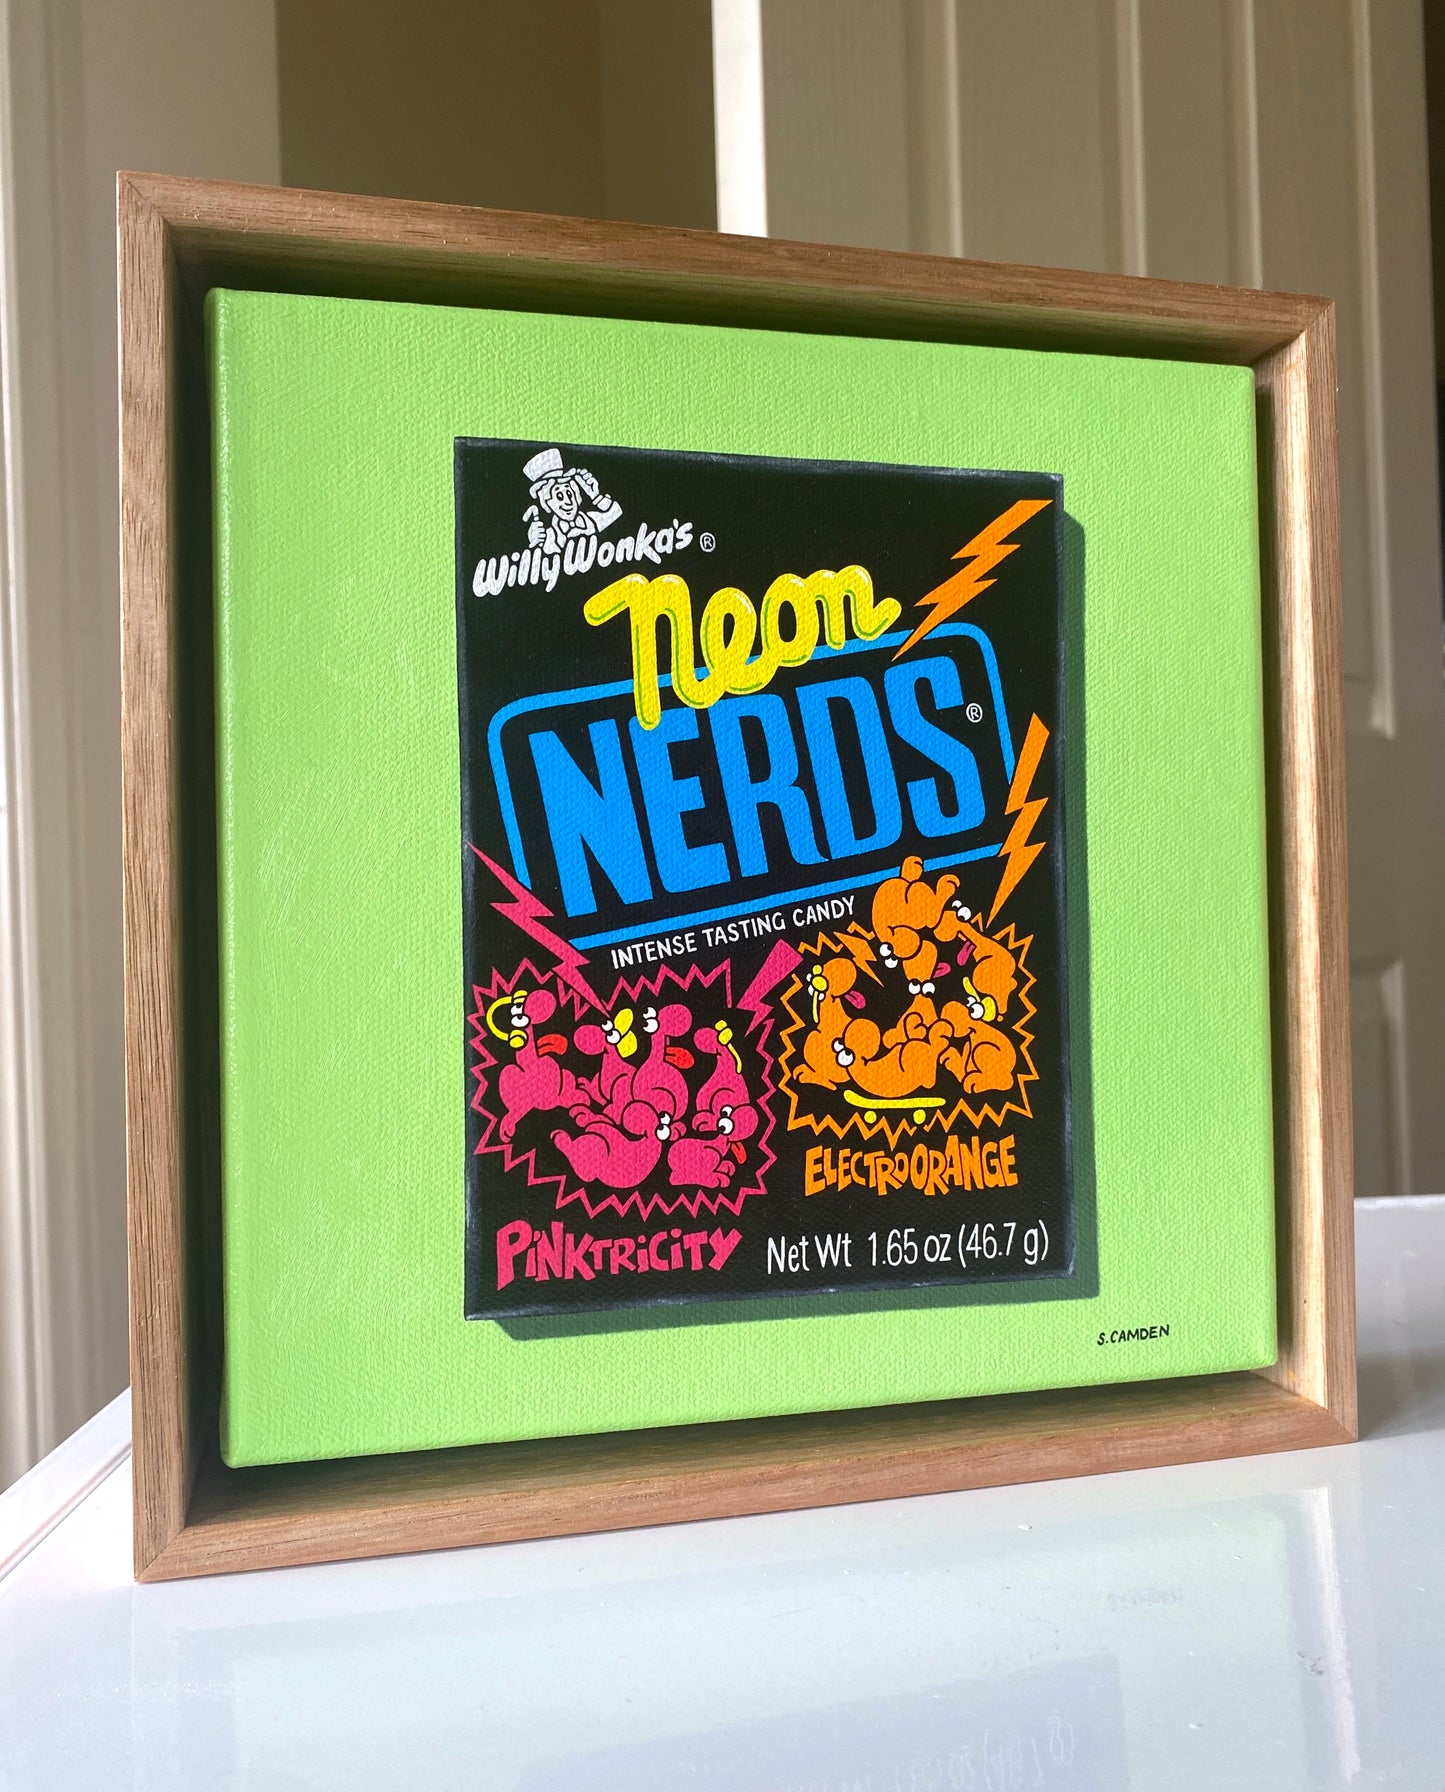 Willy Wonka's ®
neon
NERDS ®
INTENSE TASTING CANDY
ELECTROORANGE
PINKTRICITY
Net Wt 1.65 oz (46.7 g)
S.CAMDEN